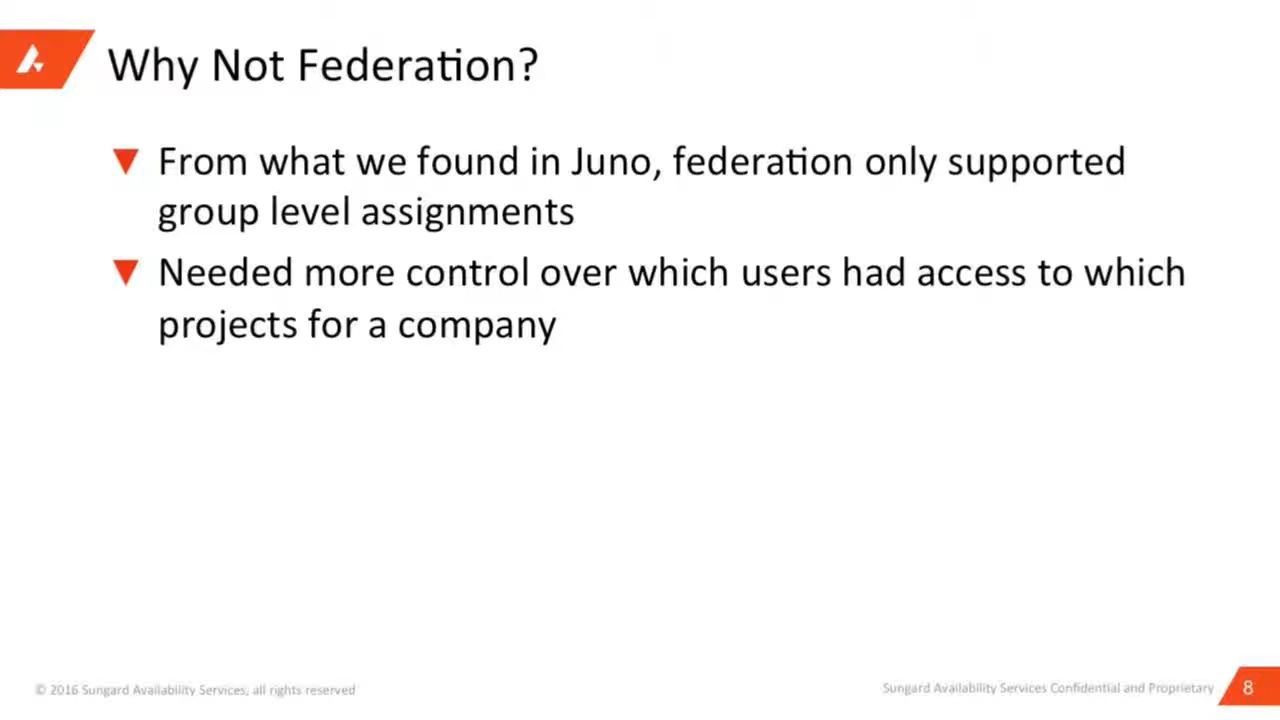 Why Not Federation?
▼ From what we found in Juno, federation only supported
group level assignments
▼ Needed more control over which users had access to which
projects for a company
© 2016 Sungard Availability Services, all rights reserved
Sungard Availability Services Confidential and Proprietary
8